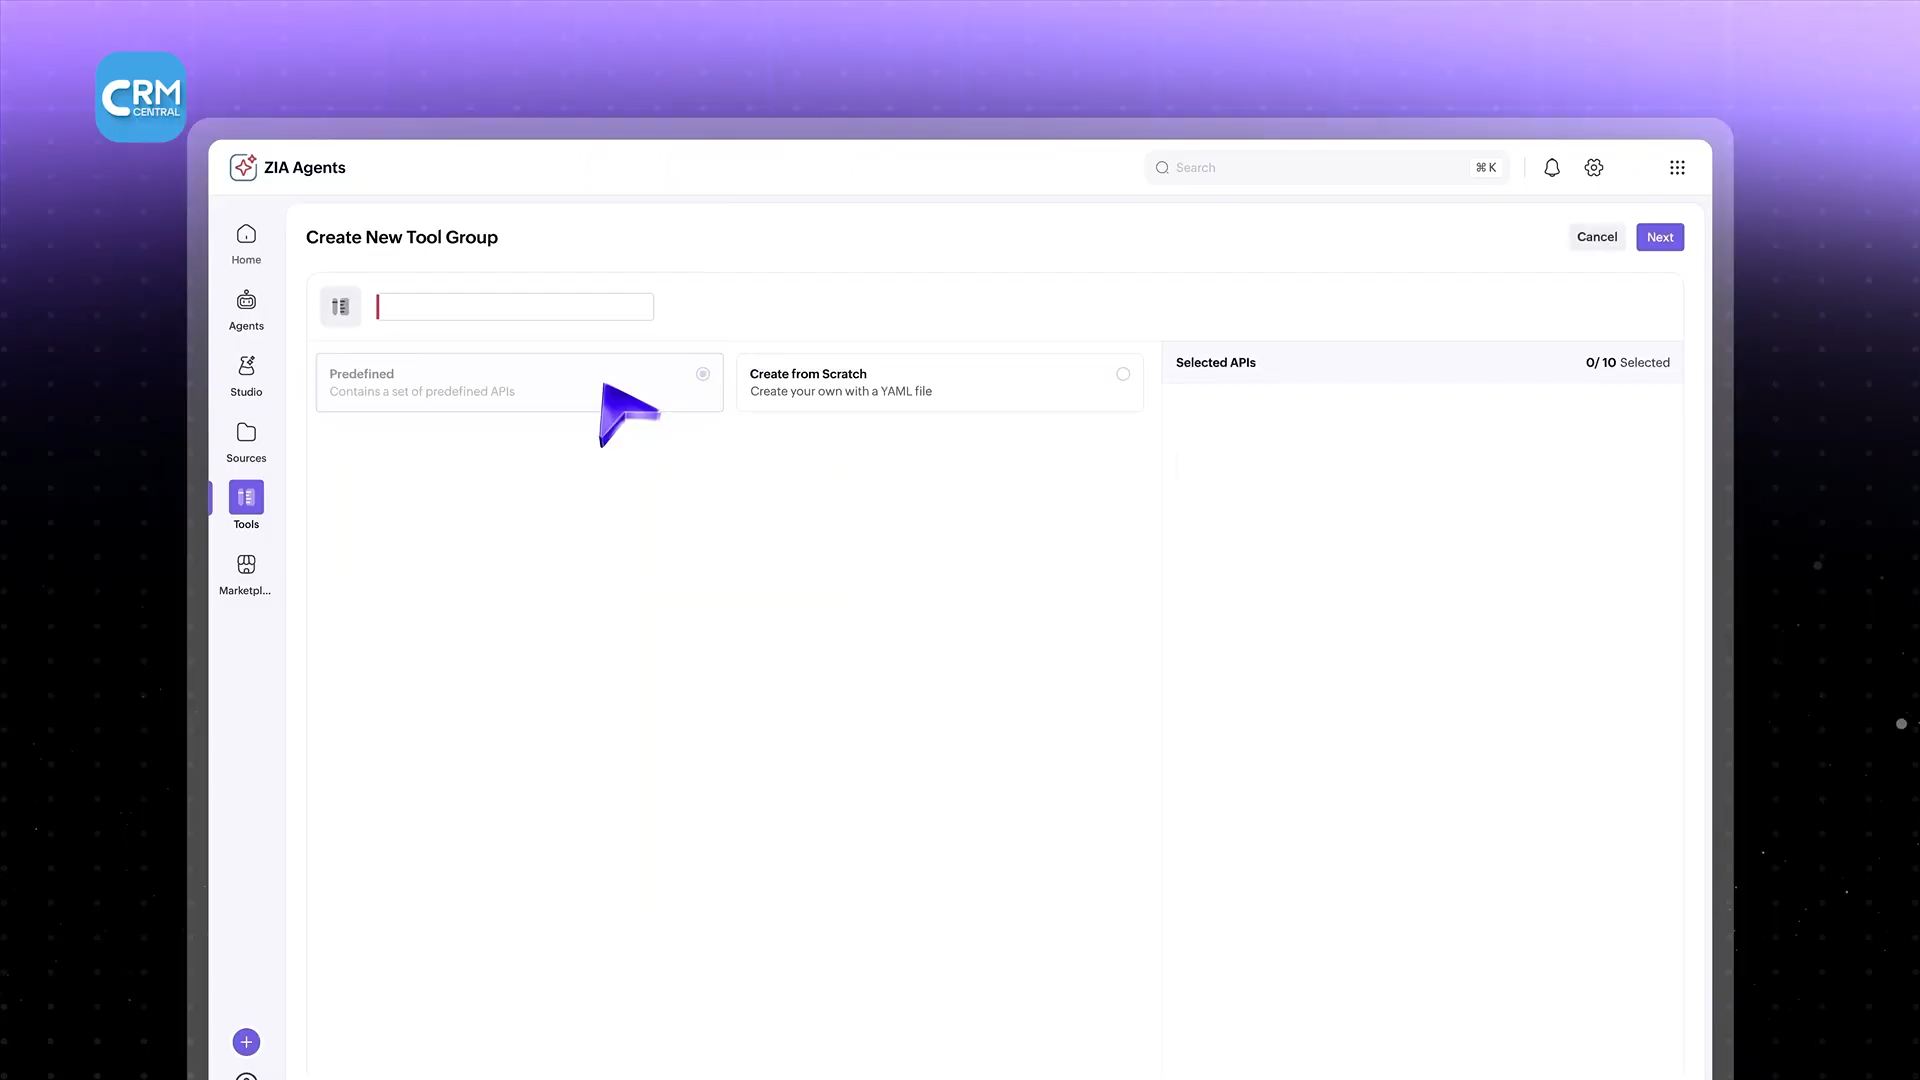 CRM
CENTRAL
ZIA Agents
Search
⌘ K
Home
Agents
Studio
Sources
Tools
Marketpl...
Create New Tool Group
Cancel
Next
Predefined
Contains a set of predefined APIs
Create from Scratch
Create your own with a YAML file
Selected APIs
0/ 10 Selected